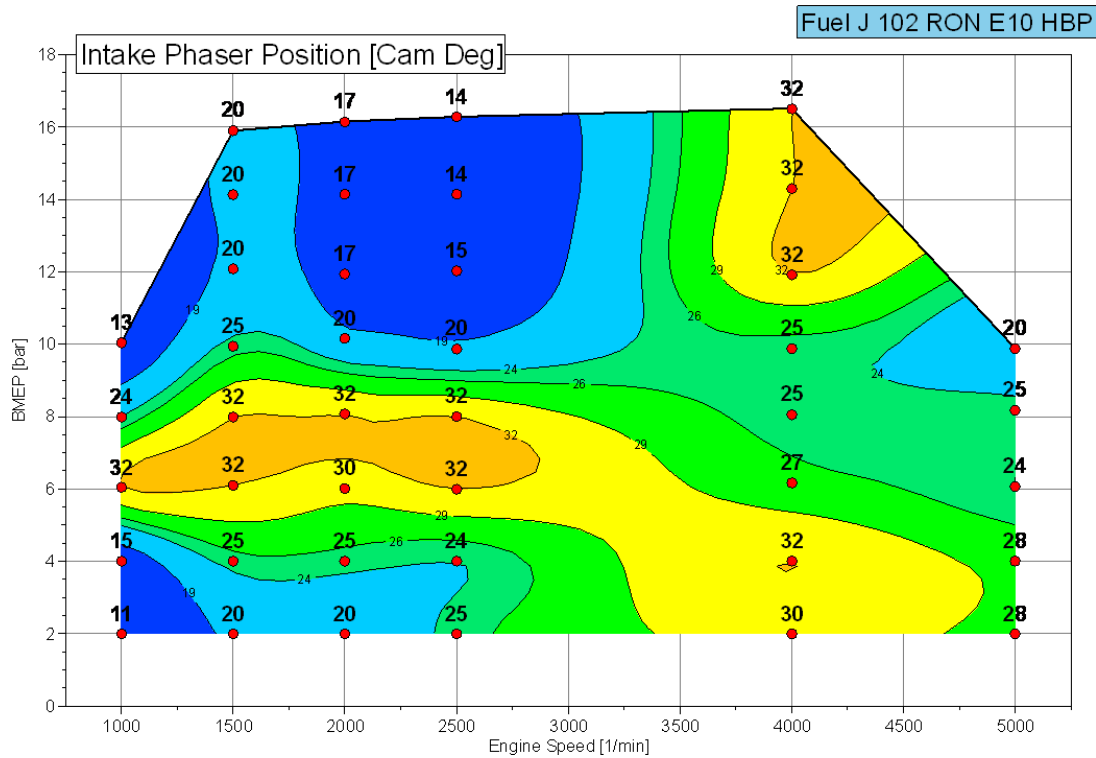 Fuel J 102 RON E10 HBP
Intake Phaser Position [Cam Deg]
18
16
14
12
10
8
6
4
2
0
BMEP [bar]
20 17 14 32
20 17 14 32
20 17 15 32
32
13 25 20 20 25 20
19 19 24 26 29 24
26
24 32 32 32 25 25
32 29
32 32 30 32 27 24
29
15 25 25 24 32 28
26
24
19
11 20 20 25 30 28
1000 1500 2000 2500 3000 3500 4000 4500 5000
Engine Speed [1/min]